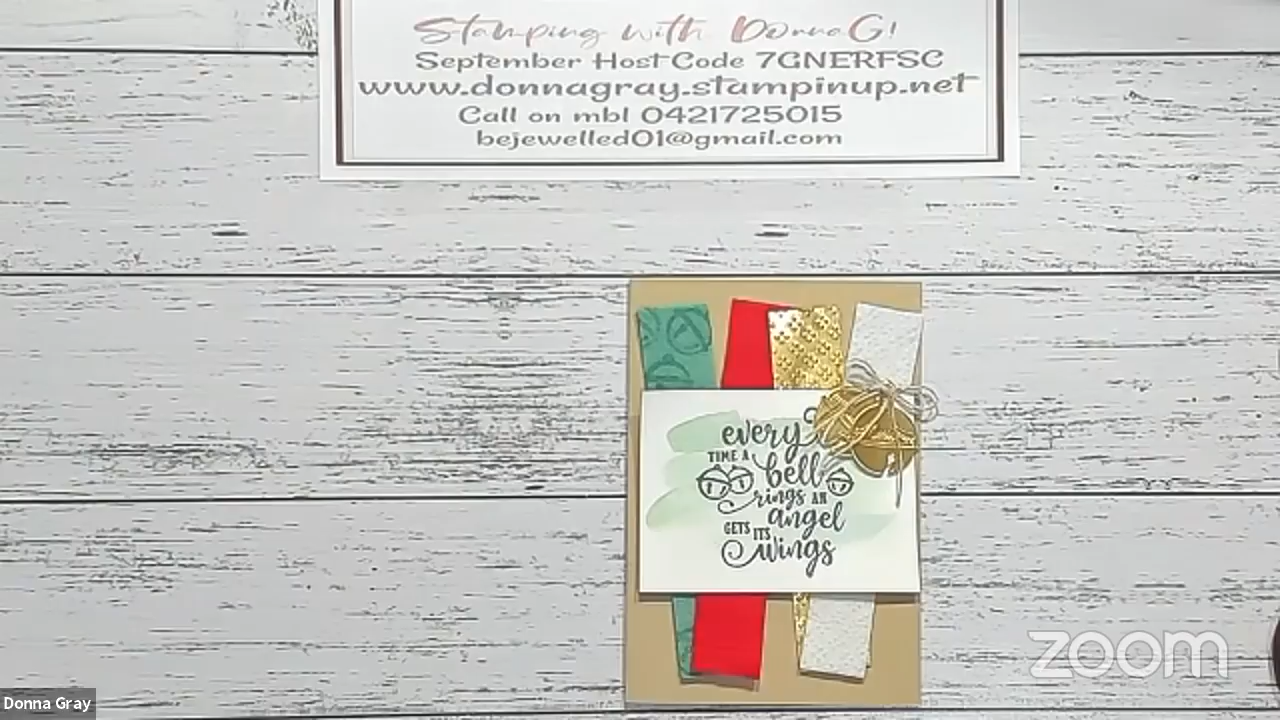 Stamping with DonnaG!
September Host Code 7GNERFSC
www.donnagray.stampinup.net
Call on mbl 0421725015
bejewelled01@gmail.com
every
TIME A
bell
rings AN
angel
GETS ITS
wings
zoom
Donna Gray